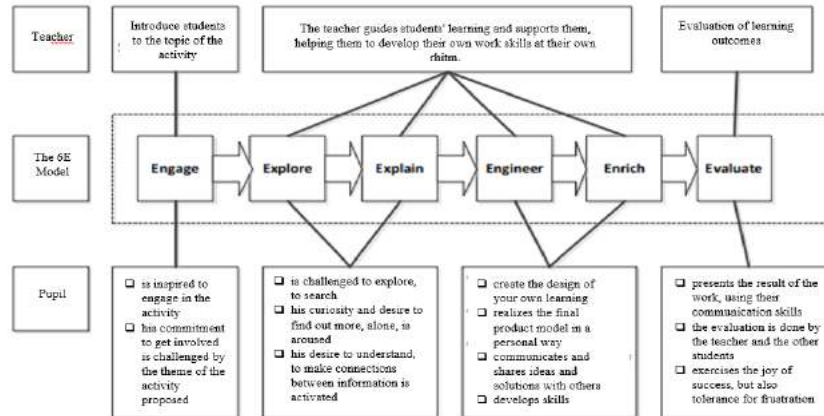 Teacher
Introduce students
to the topic of the
activity
The teacher guides students' learning and supports them,
helping them to develop their own work skills at their own
rhitm.
Evaluation of learning
outcomes
The 6E
Model
Engage
Explore
Explain
Engineer
Enrich
Evaluate
Pupil
❑ is inspired to
engage in the
activity
❑ his commitment
to get involved
is challenged by
the theme of the
activity
proposed
❑ is challenged to explore,
to search
❑ his curiosity and desire to
find out more, alone, is
aroused
❑ his desire to understand,
to make connections
between information is
activated
❑ create the design of
your own learning
❑ realizes the final
product model in a
personal way
❑ communicates and
shares ideas and
solutions with others
❑ develops skills
❑ presents the result of the
work, using their
communication skills
❑ the evaluation is done by
the teacher and the other
students
❑ exercises the joy of
success, but also
tolerance for frustration